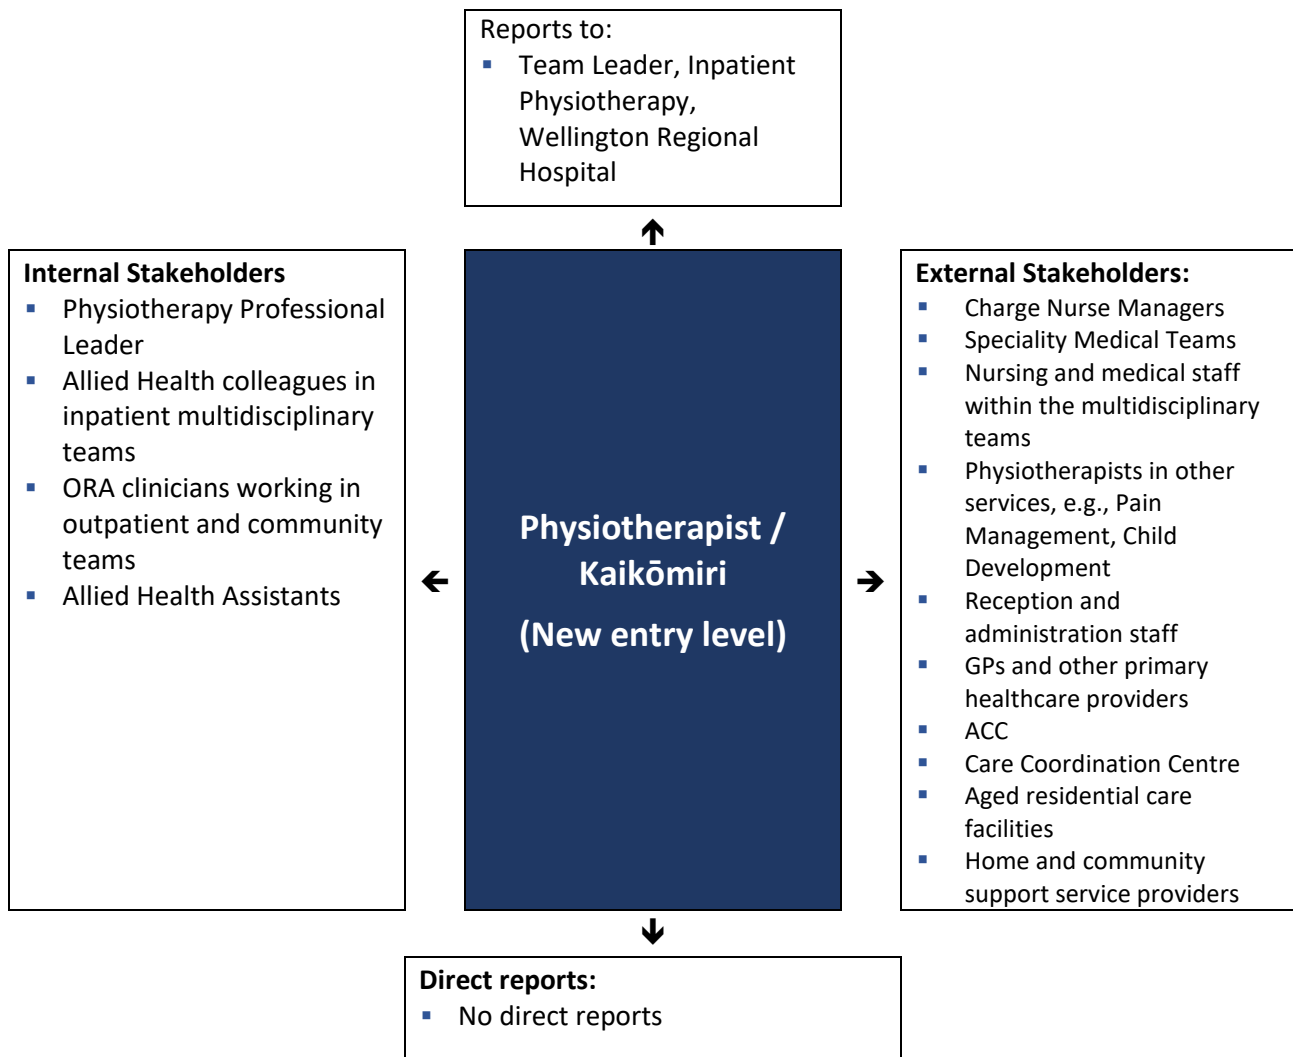 Reports to:
▪ Team Leader, Inpatient
Physiotherapy,
Wellington Regional
Hospital
Internal Stakeholders
▪ Physiotherapy Professional
Leader
▪ Allied Health colleagues in
inpatient multidisciplinary
teams
▪ ORA clinicians working in
outpatient and community
teams
▪ Allied Health Assistants
Physiotherapist /
Kaikōmiri
(New entry level)
External Stakeholders:
▪ Charge Nurse Managers
▪ Speciality Medical Teams
▪ Nursing and medical staff
within the multidisciplinary
teams
▪ Physiotherapists in other
services, e.g., Pain
Management, Child
Development
▪ Reception and
administration staff
▪ GPs and other primary
healthcare providers
▪ ACC
▪ Care Coordination Centre
▪ Aged residential care
facilities
▪ Home and community
support service providers
Direct reports:
▪ No direct reports